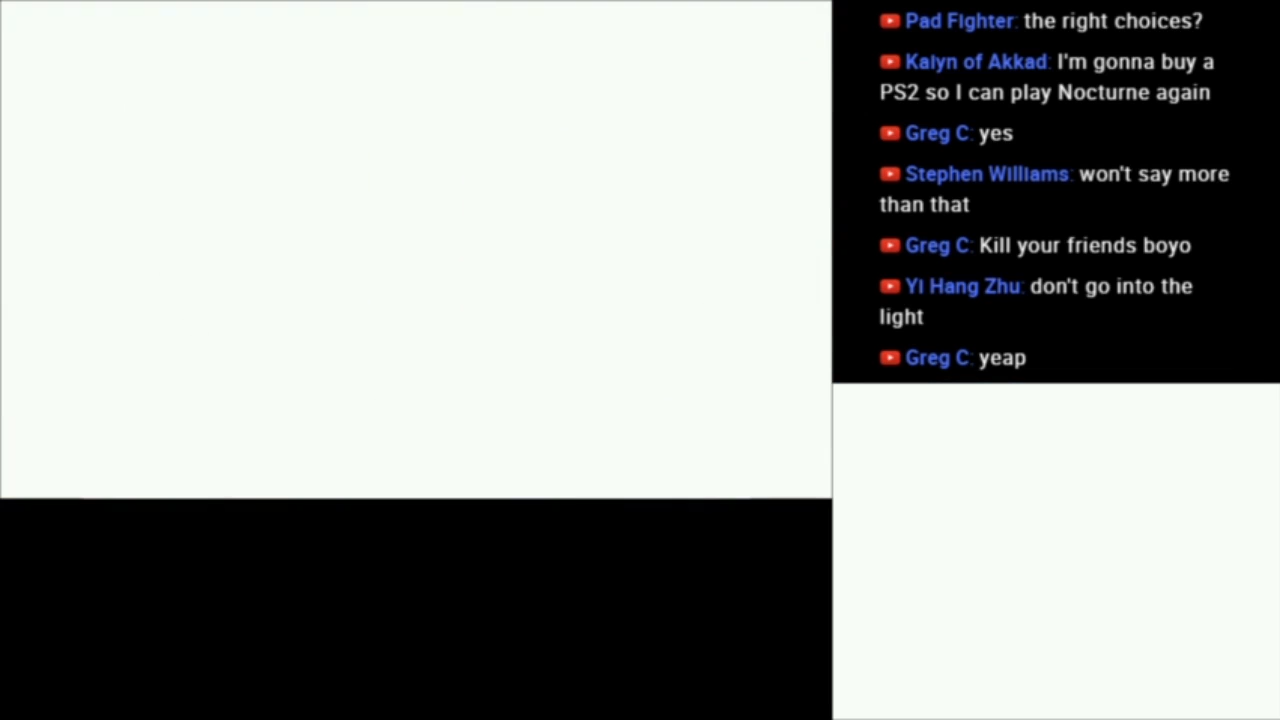 Pad Fighter: the right choices?
Kalyn of Akkad: I'm gonna buy a
PS2 so I can play Nocturne again
Greg C: yes
Stephen Williams: won't say more
than that
Greg C: Kill your friends boyo
Yi Hang Zhu: don't go into the
light
Greg C: yeap